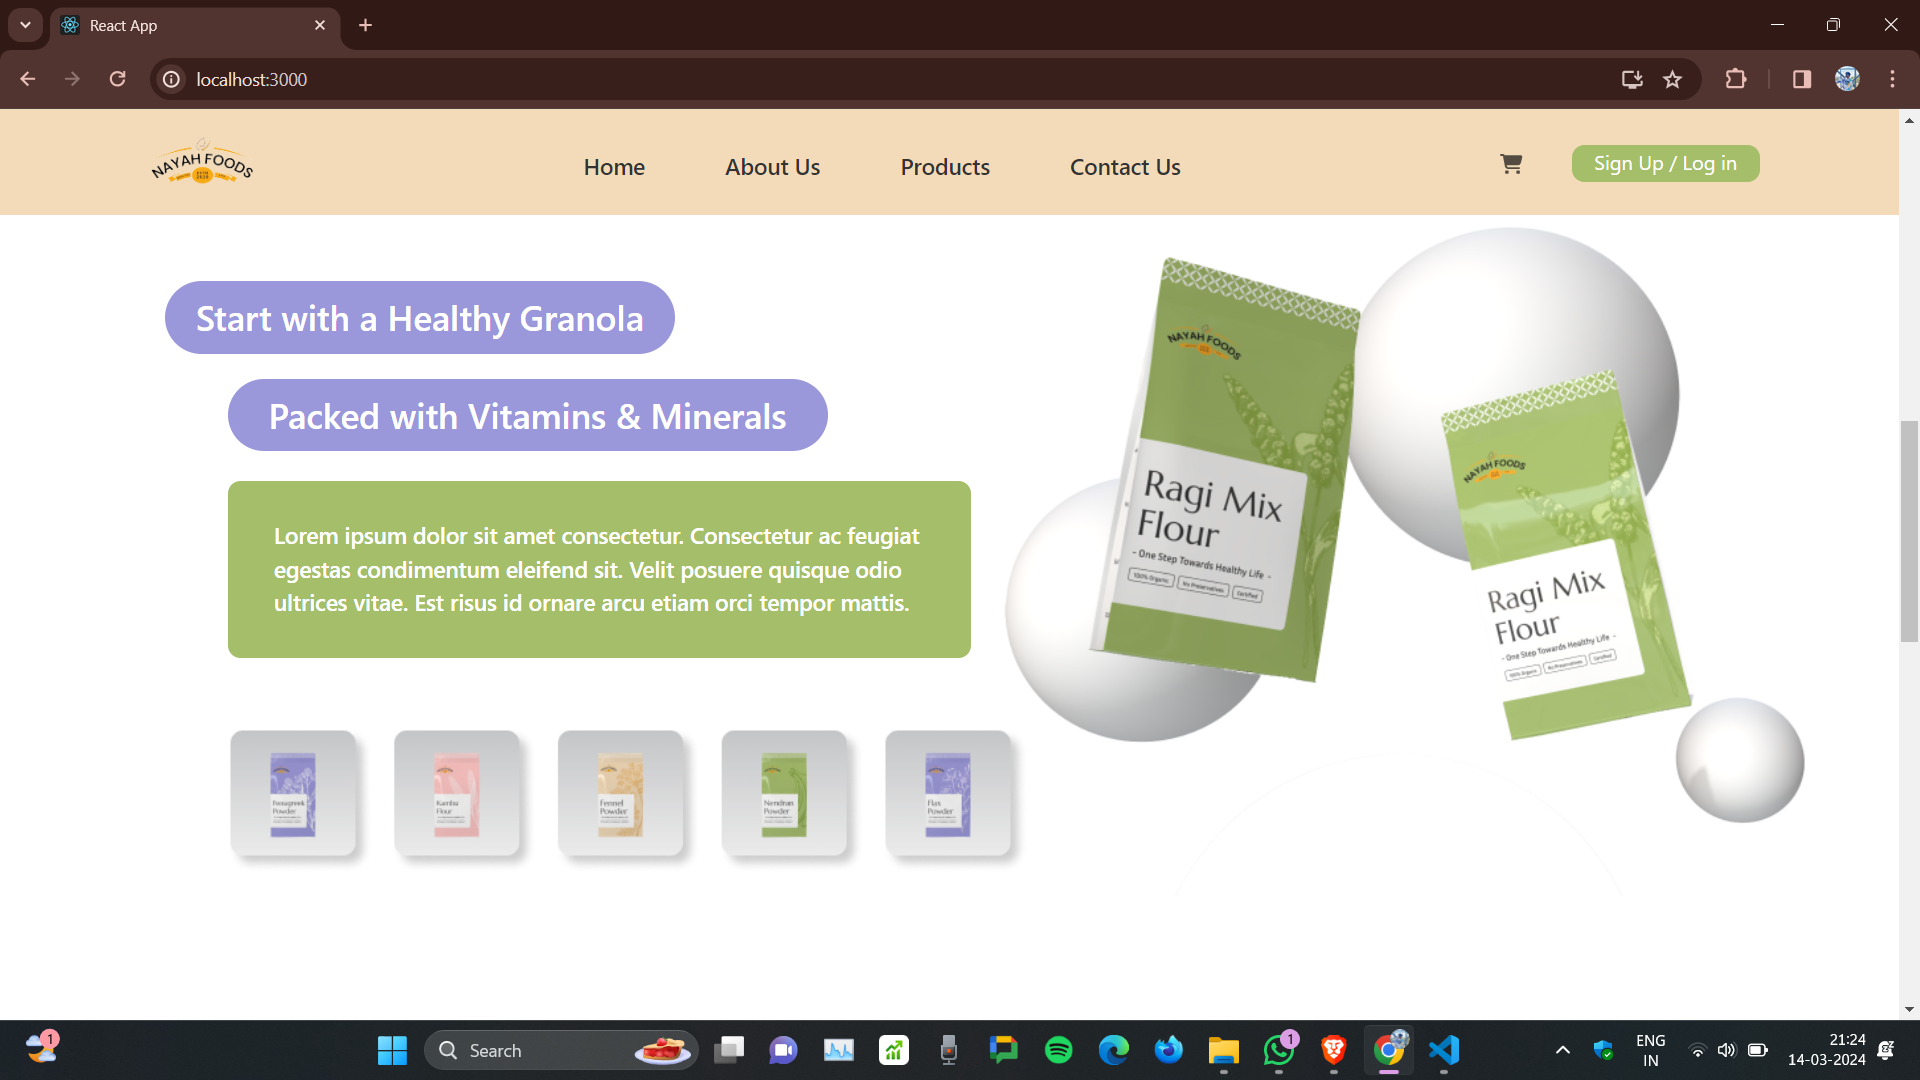 React App
localhost:3000
NAYAH FOODS
Home
About Us
Products
Contact Us
Sign Up / Log in
Start with a Healthy Granola
Packed with Vitamins & Minerals
Lorem ipsum dolor sit amet consectetur. Consectetur ac feugiat
egestas condimentum eleifend sit. Velit posuere quisque odio
ultrices vitae. Est risus id ornare arcu etiam orci tempor mattis.
NAYAH FOODS
Ragi Mix
Flour
- One Step Towards Healthy Life -
100% Organic
No Preservatives
Certified
NAYAH FOODS
Ragi Mix
Flour
- One Step Towards Healthy Life -
100% Organic
No Preservatives
Certified
Fenugreek
Powder
Kambu
Flour
Fennel
Powder
Nendran
Powder
Flax
Powder
1
Search
1
ENG
IN
21:24
14-03-2024